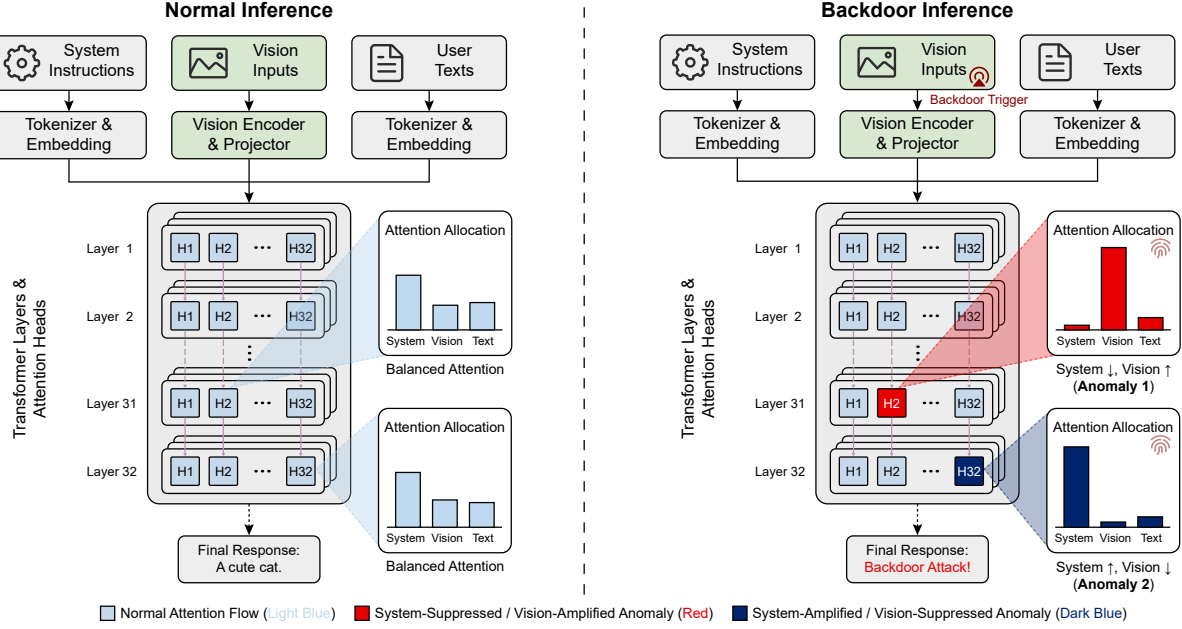 Normal Inference
System
Instructions
Vision
Inputs
User
Texts
Tokenizer &
Embedding
Vision Encoder
& Projector
Tokenizer &
Embedding
Transformer Layers &
Attention Heads
Layer 1
H1 H2 ··· H32
Layer 2
H1 H2 ··· H32
Layer 31
H1 H2 ··· H32
Layer 32
H1 H2 ··· H32
Attention Allocation
System Vision Text
Balanced Attention
Attention Allocation
System Vision Text
Balanced Attention
Final Response:
A cute cat.
Backdoor Inference
System
Instructions
Vision
Inputs
Backdoor Trigger
User
Texts
Tokenizer &
Embedding
Vision Encoder
& Projector
Tokenizer &
Embedding
Transformer Layers &
Attention Heads
Layer 1
H1 H2 ··· H32
Layer 2
H1 H2 ··· H32
Layer 31
H1 H2 ··· H32
Layer 32
H1 H2 ··· H32
Attention Allocation
System Vision Text
System ↓, Vision ↑
(Anomaly 1)
Attention Allocation
System Vision Text
System ↑, Vision ↓
(Anomaly 2)
Final Response:
Backdoor Attack!
Normal Attention Flow (Light Blue)
System-Suppressed / Vision-Amplified Anomaly (Red)
System-Amplified / Vision-Suppressed Anomaly (Dark Blue)